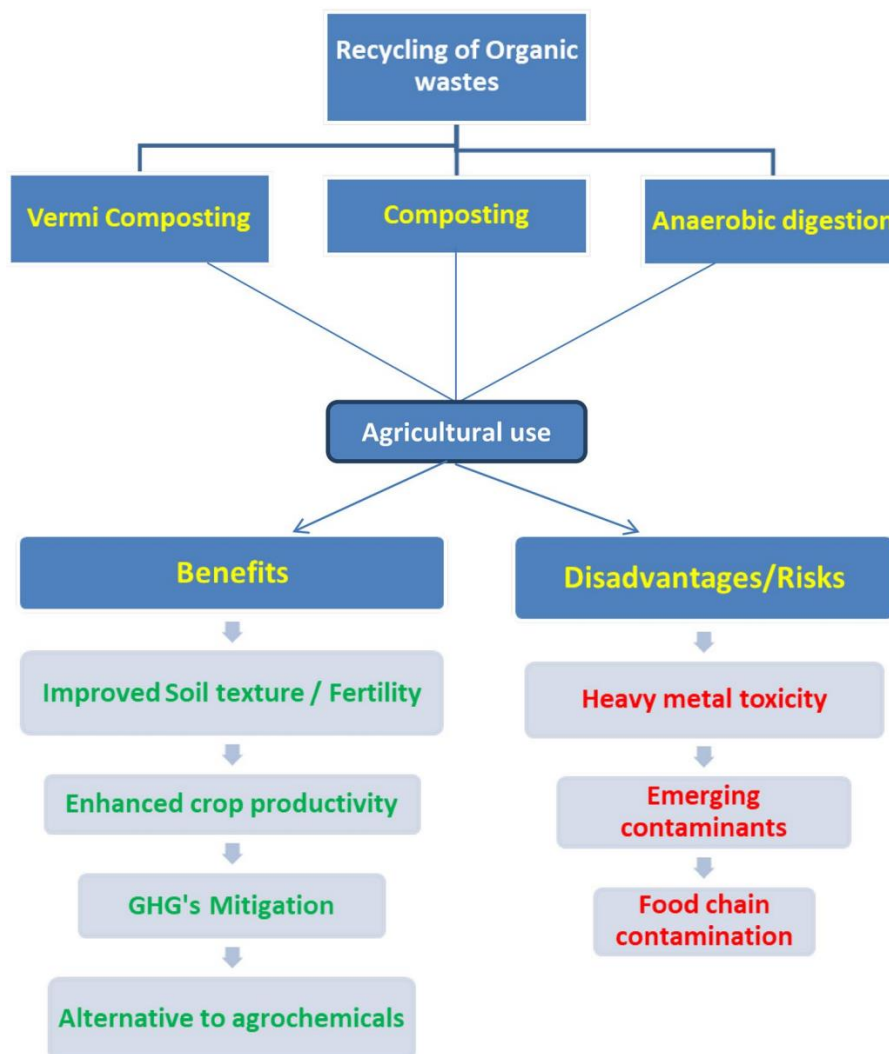 Recycling of Organic
wastes
Vermi Composting
Composting
Anaerobic digestion
Agricultural use
Benefits
Disadvantages/Risks
Improved Soil texture / Fertility
Heavy metal toxicity
Enhanced crop productivity
Emerging
contaminants
GHG's Mitigation
Food chain
contamination
Alternative to agrochemicals